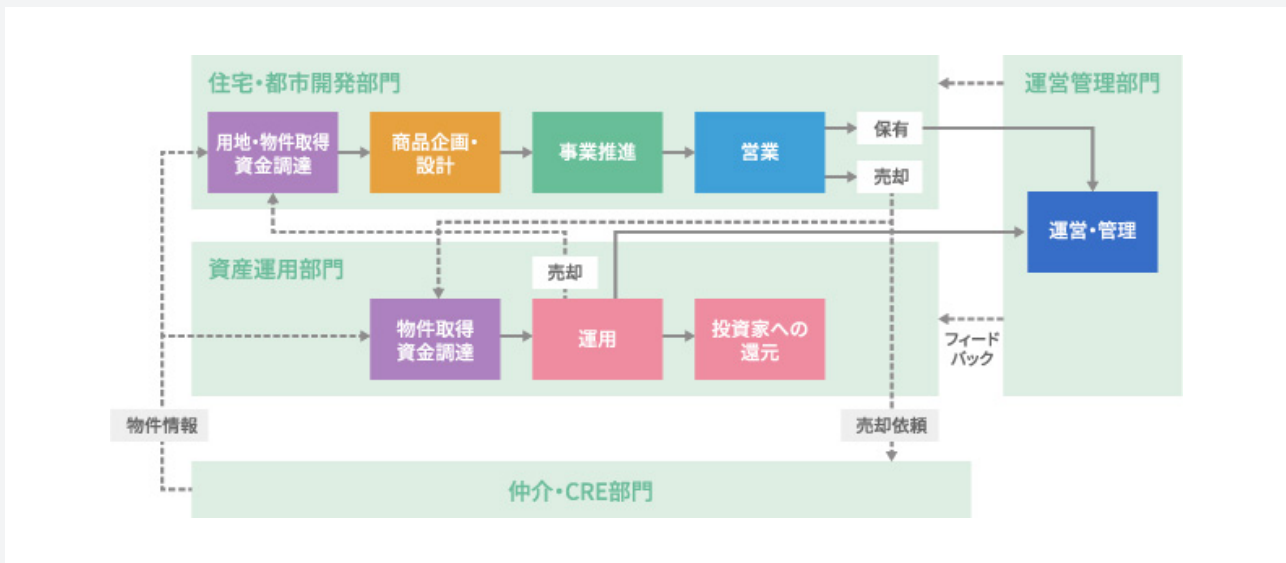 住宅・都市開発部門
運営管理部門
用地・物件取得
資金調達
商品企画・
設計
事業推進
営業
保有
売却
運営・管理
資産運用部門
売却
物件取得
資金調達
運用
投資家への
還元
フィード
バック
物件情報
売却依頼
仲介・CRE部門